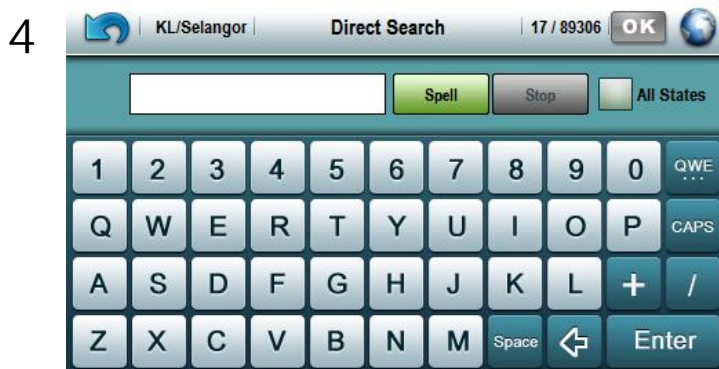 4
KL/Selangor Direct Search 17 / 89306 OK
Spell Stop All States
1 2 3 4 5 6 7 8 9 0 QWE...
Q W E R T Y U I O P CAPS
A S D F G H J K L + /
Z X C V B N M Space Enter